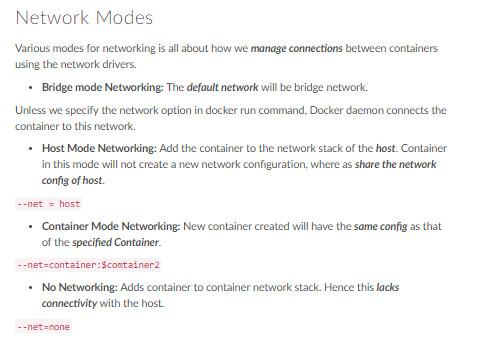 Network Modes
Various modes for networking is all about how we manage connections between containers
using the network drivers.
• Bridge mode Networking: The default network will be bridge network.
Unless we specify the network option in docker run command, Docker daemon connects the
container to this network.
• Host Mode Networking: Add the container to the network stack of the host. Container
in this mode will not create a new network configuration, where as share the network
config of host.
--net = host
• Container Mode Networking: New container created will have the same config as that
of the specified Container.
--net=container:$comtainer2
• No Networking: Adds container to container network stack. Hence this lacks
connectivity with the host.
--net=none